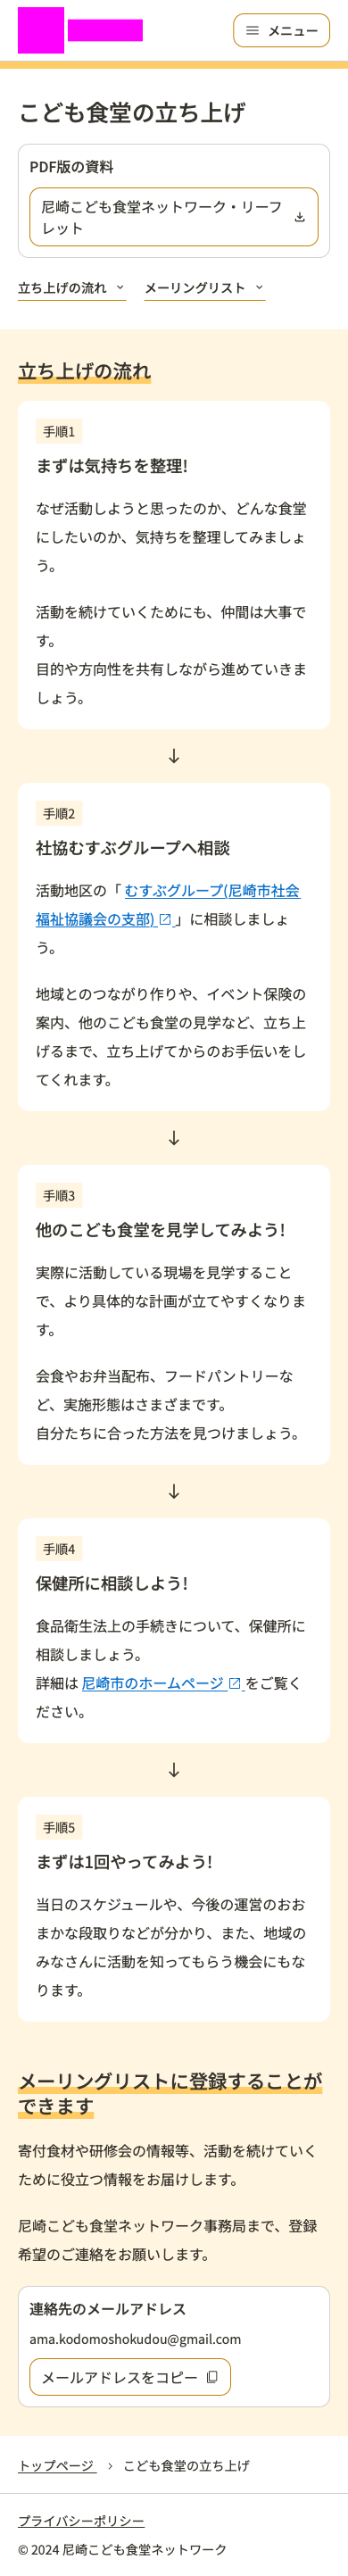 メニュー
こども食堂の立ち上げ
PDF版の資料
尼崎こども食堂ネットワーク・リーフ
レット
立ち上げの流れ
メーリングリスト
立ち上げの流れ
手順1
まずは気持ちを整理!
なぜ活動しようと思ったのか、どんな食堂
にしたいのか、気持ちを整理してみましょ
う。
活動を続けていくためにも、仲間は大事で
す。
目的や方向性を共有しながら進めていきま
しょう。
↓
手順2
社協むすぶグループへ相談
活動地区の「むすぶグループ(尼崎市社会
福祉協議会の支部)」に相談しましょ
う。
地域とのつながり作りや、イベント保険の
案内、他のこども食堂の見学など、立ち上
げるまで、立ち上げてからのお手伝いをし
てくれます。
↓
手順3
他のこども食堂を見学してみよう!
実際に活動している現場を見学すること
で、より具体的な計画が立てやすくなりま
す。
会食やお弁当配布、フードパントリーな
ど、実施形態はさまざまです。
自分たちに合った方法を見つけましょう。
↓
手順4
保健所に相談しよう!
食品衛生法上の手続きについて、保健所に
相談しましょう。
詳細は 尼崎市のホームページ をご覧く
ださい。
↓
手順5
まずは1回やってみよう!
当日のスケジュールや、今後の運営のおお
まかな段取りなどが分かり、また、地域の
みなさんに活動を知ってもらう機会にもな
ります。
メーリングリストに登録することが
できます
寄付食材や研修会の情報等、活動を続けていく
ために役立つ情報をお届けします。
尼崎こども食堂ネットワーク事務局まで、登録
希望のご連絡をお願いします。
連絡先のメールアドレス
ama.kodomoshokudou@gmail.com
メールアドレスをコピー
トップページ > こども食堂の立ち上げ
プライバシーポリシー
© 2024 尼崎こども食堂ネットワーク